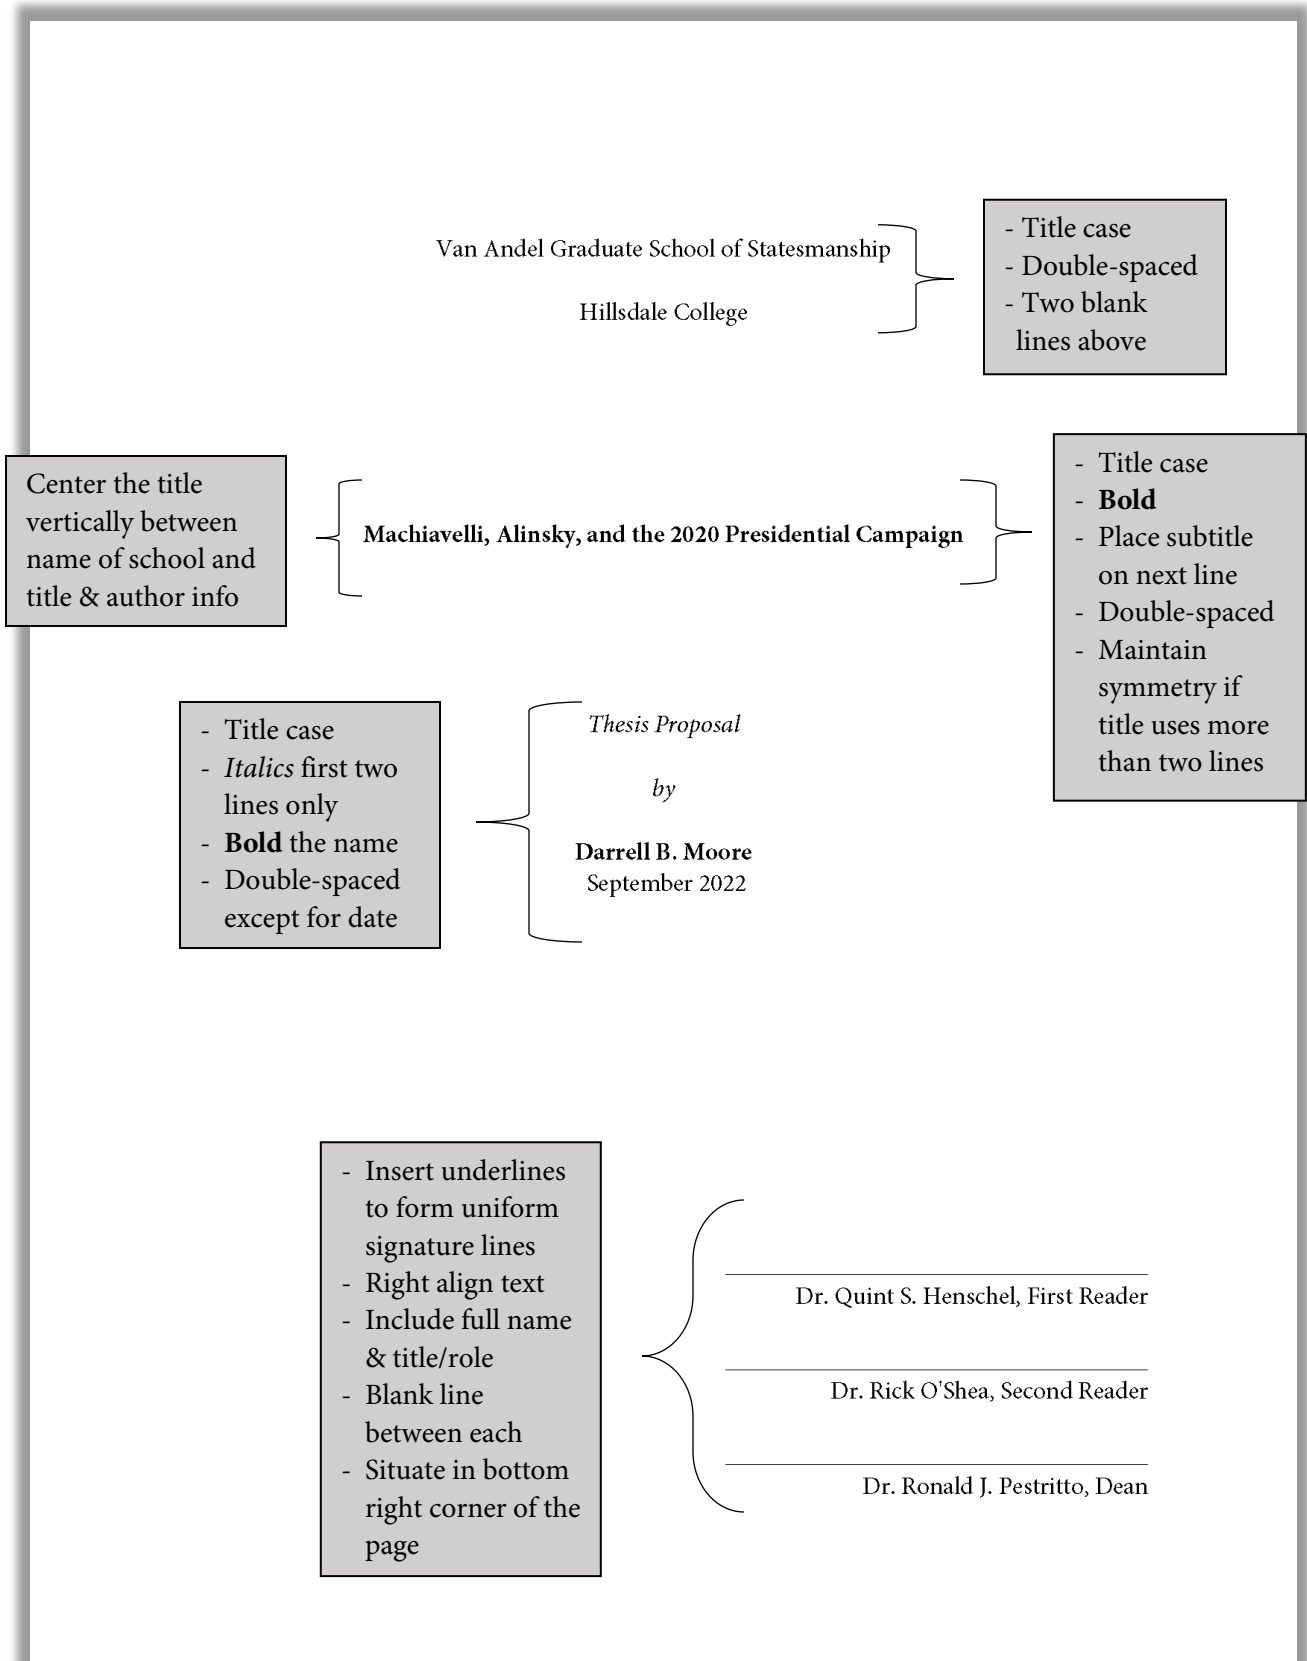 Van Andel Graduate School of Statesmanship
Hillsdale College
- Title case
- Double-spaced
- Two blank
lines above
Center the title
vertically between
name of school and
title & author info
Machiavelli, Alinsky, and the 2020 Presidential Campaign
- Title case
- Bold
- Place subtitle
on next line
- Double-spaced
- Maintain
symmetry if
title uses more
than two lines
- Title case
- Italics first two
lines only
- Bold the name
- Double-spaced
except for date
Thesis Proposal
by
Darrell B. Moore
September 2022
- Insert underlines
to form uniform
signature lines
- Right align text
- Include full name
& title/role
- Blank line
between each
- Situate in bottom
right corner of the
page
Dr. Quint S. Henschel, First Reader
Dr. Rick O'Shea, Second Reader
Dr. Ronald J. Pestritto, Dean